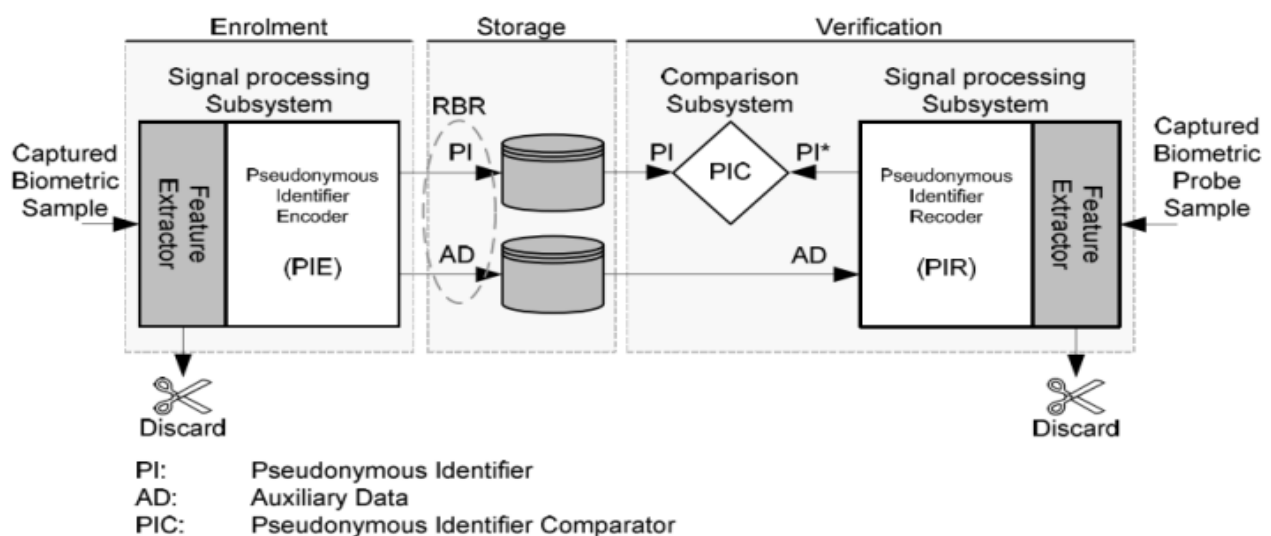 Enrolment
Storage
Verification
Signal processing
Subsystem
Comparison
Subsystem
Signal processing
Subsystem
Captured
Biometric
Sample
Feature
Extractor
Pseudonymous
Identifier
Encoder
(PIE)
RBR
PI
AD
PI
PIC
PI*
AD
Pseudonymous
Identifier
Recoder
(PIR)
Feature
Extractor
Captured
Biometric
Probe
Sample
Discard
Discard
PI: Pseudonymous Identifier
AD: Auxiliary Data
PIC: Pseudonymous Identifier Comparator